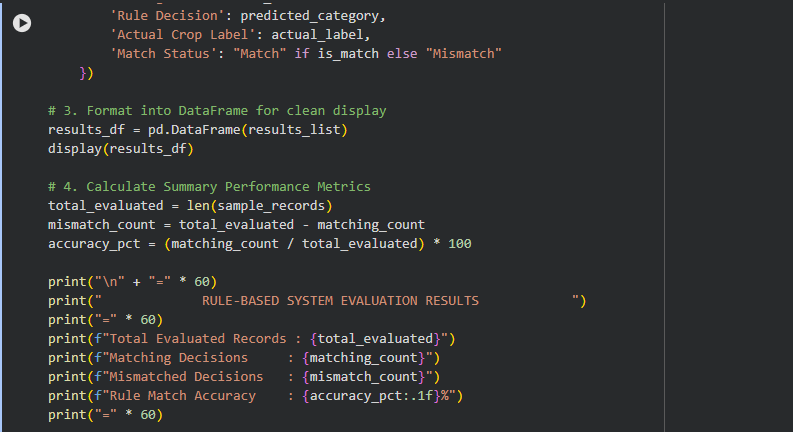 'Rule Decision': predicted_category,
'Actual Crop Label': actual_label,
'Match Status': "Match" if is_match else "Mismatch"
})
# 3. Format into DataFrame for clean display
results_df = pd.DataFrame(results_list)
display(results_df)
# 4. Calculate Summary Performance Metrics
total_evaluated = len(sample_records)
mismatch_count = total_evaluated - matching_count
accuracy_pct = (matching_count / total_evaluated) * 100
print("\n" + "=" * 60)
print("             RULE-BASED SYSTEM EVALUATION RESULTS            ")
print("=" * 60)
print(f"Total Evaluated Records : {total_evaluated}")
print(f"Matching Decisions     : {matching_count}")
print(f"Mismatched Decisions   : {mismatch_count}")
print(f"Rule Match Accuracy    : {accuracy_pct:.1f}%")
print("=" * 60)